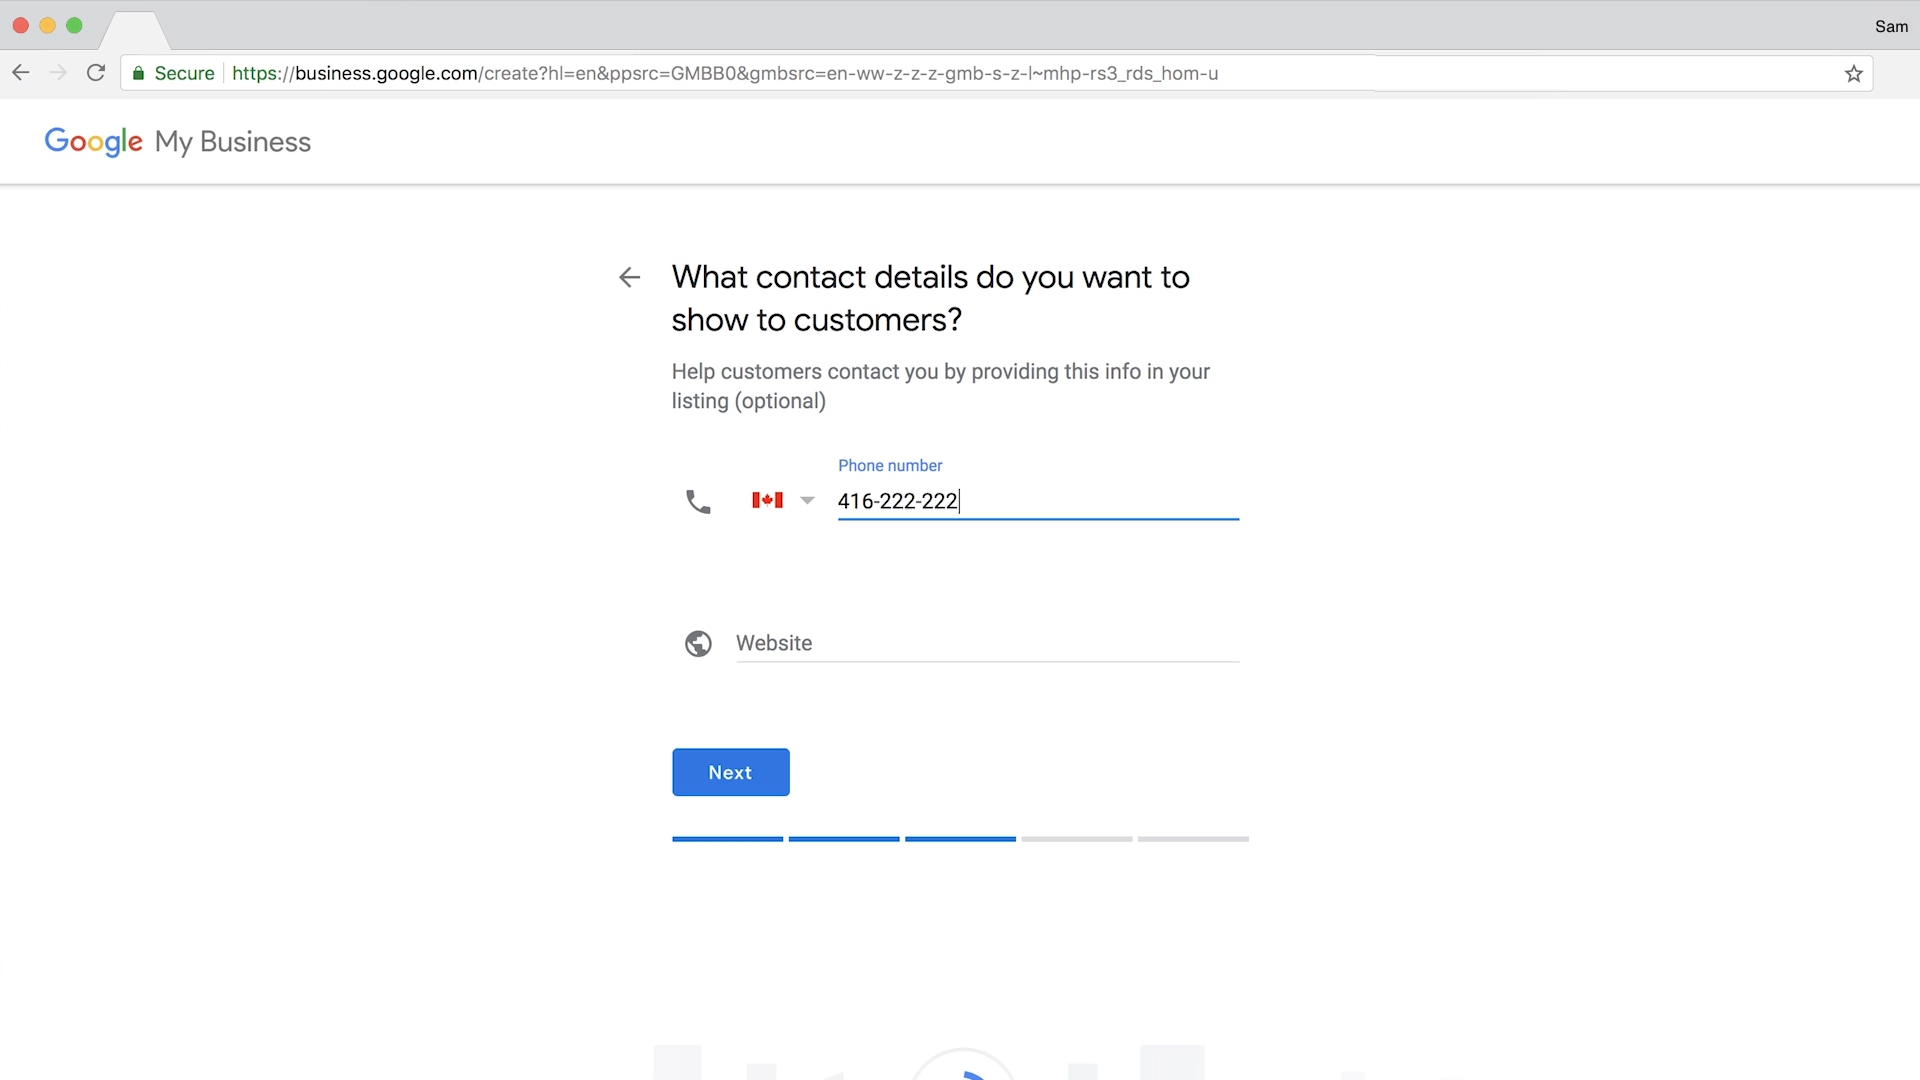 Sam
Secure https://business.google.com/create?hl=en&ppsrc=GMBB0&gmbsrc=en-ww-z-z-z-gmb-s-z-l~mhp-rs3_rds_hom-u
Google My Business
What contact details do you want to
show to customers?
Help customers contact you by providing this info in your
listing (optional)
Phone number
416-222-222
Website
Next